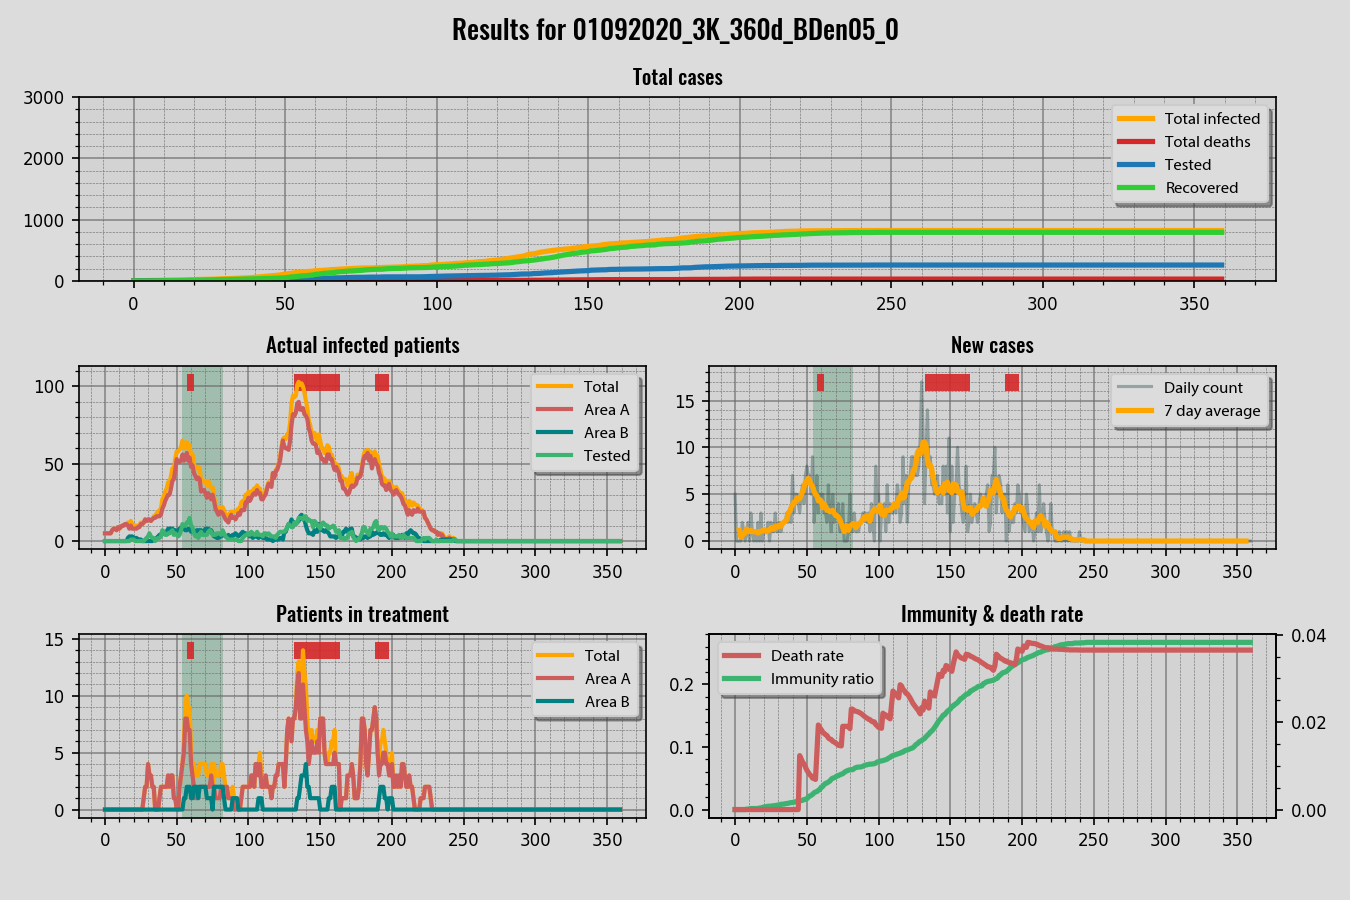 Results for 01092020_3K_360d_BDen05_0
Total cases
3000
2000
1000
0
Total infected
Total deaths
Tested
Recovered
0 50 100 150 200 250 300 350
Actual infected patients
100
50
0
Total
Area A
Area B
Tested
0 50 100 150 200 250 300 350
New cases
15
10
5
0
Daily count
7 day average
0 50 100 150 200 250 300 350
Patients in treatment
15
10
5
0
Total
Area A
Area B
0 50 100 150 200 250 300 350
Immunity & death rate
0.2
0.1
0.0
Death rate
Immunity ratio
0.04
0.02
0.00
0 50 100 150 200 250 300 350